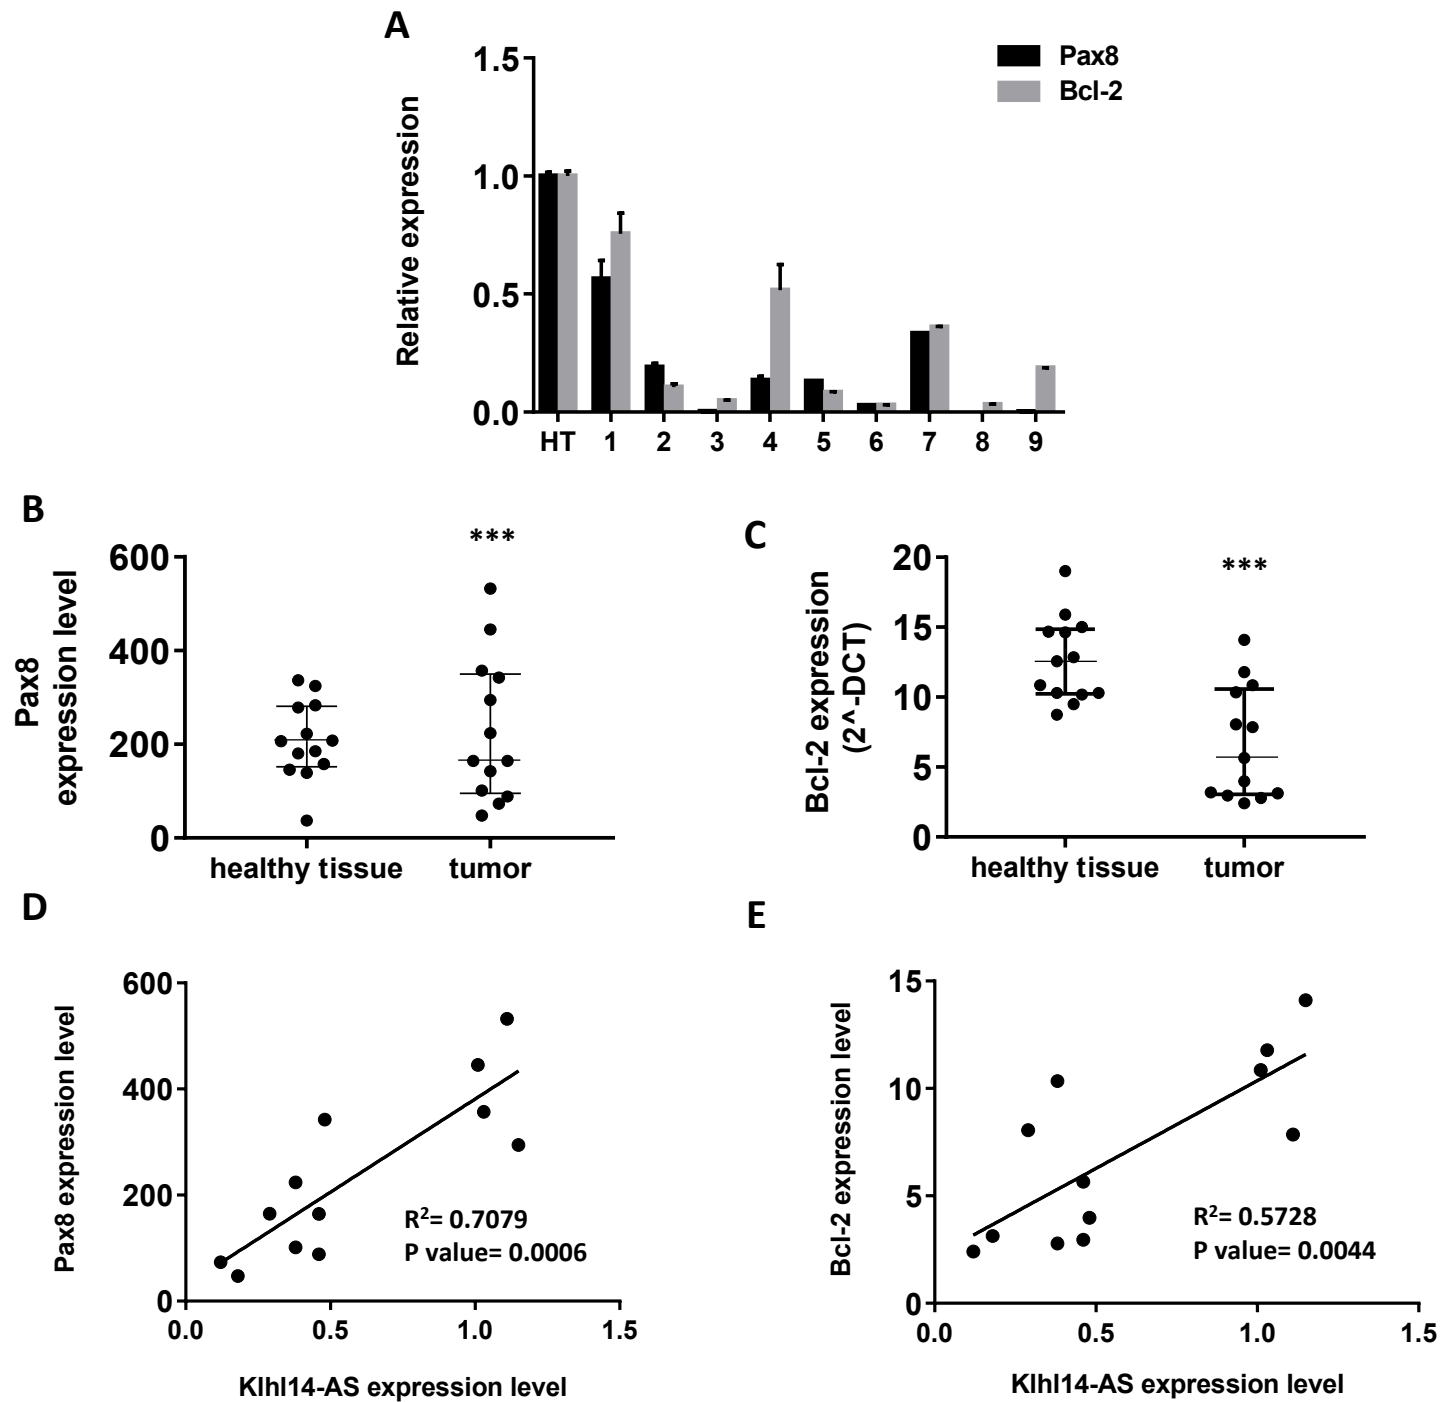 A
Pax8
Bcl-2
Relative expression
1.5
1.0
0.5
0.0
HT 1 2 3 4 5 6 7 8 9
B
***
Pax8
expression level
600
400
200
0
healthy tissue tumor
C
***
Bcl-2 expression
(2^-DCT)
20
15
10
5
0
healthy tissue tumor
D
Pax8 expression level
600
400
200
0
R²= 0.7079
P value= 0.0006
0.0 0.5 1.0 1.5
Klhl14-AS expression level
E
Bcl-2 expression level
15
10
5
0
R²= 0.5728
P value= 0.0044
0.0 0.5 1.0 1.5
Klhl14-AS expression level